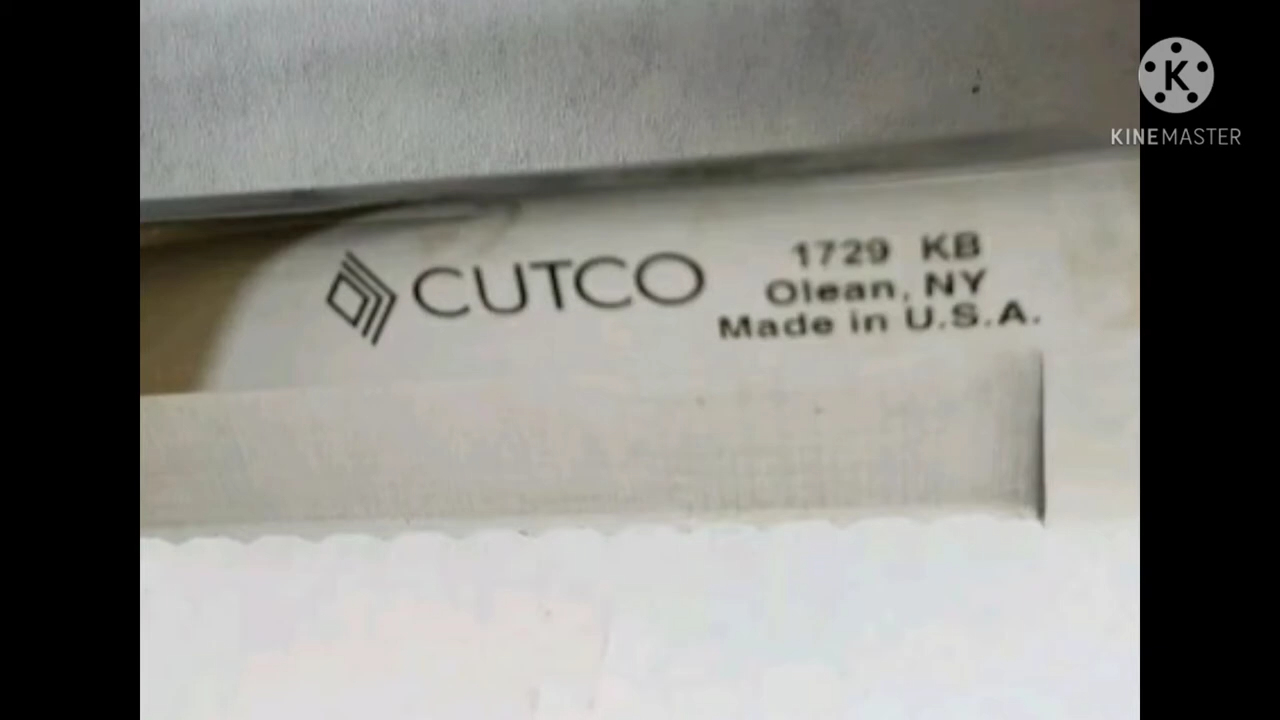 CUTCO
1729 KB
Olean, NY
Made in U.S.A.
K
KINEMASTER